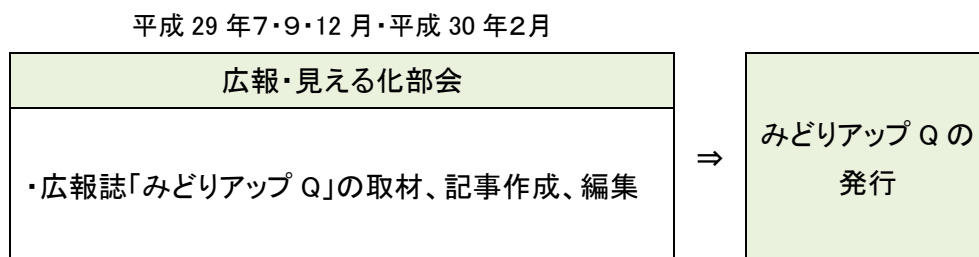 平成 29 年7・9・12 月・平成 30 年2月
広報・見える化部会
・広報誌「みどりアップ Q」の取材、記事作成、編集
⇒
みどりアップ Q の
発行